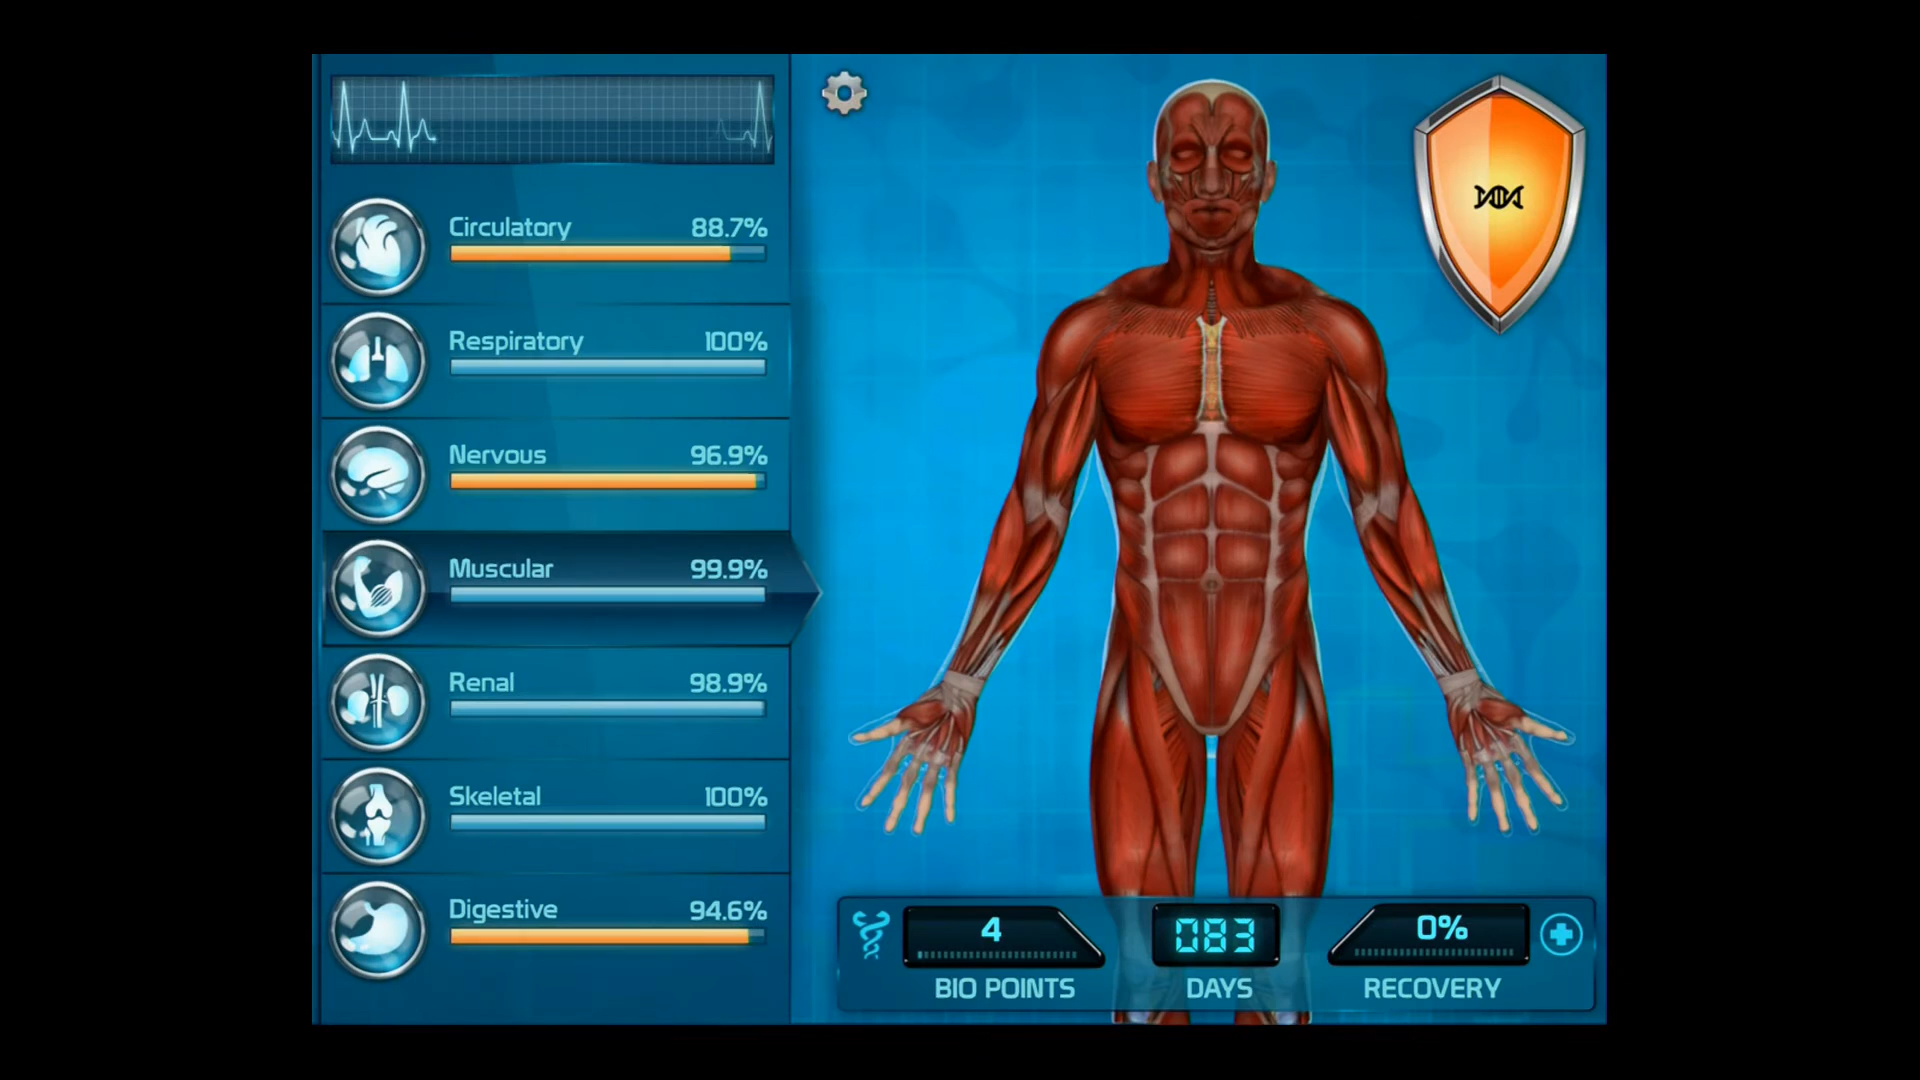 Circulatory 88.7%
Respiratory 100%
Nervous 96.9%
Muscular 99.9%
Renal 98.9%
Skeletal 100%
Digestive 94.6%
4 083 0%
BIO POINTS DAYS RECOVERY